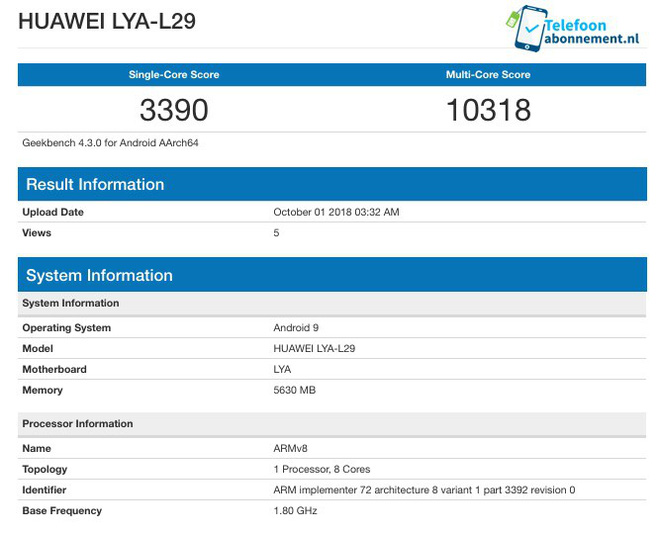 HUAWEI LYA-L29
Telefoon
abonnement.nl
Single-Core Score Multi-Core Score
3390 10318
Geekbench 4.3.0 for Android AArch64
Result Information
Upload Date October 01 2018 03:32 AM
Views 5
System Information
System Information
Operating System Android 9
Model HUAWEI LYA-L29
Motherboard LYA
Memory 5630 MB
Processor Information
Name ARMv8
Topology 1 Processor, 8 Cores
Identifier ARM implementer 72 architecture 8 variant 1 part 3392 revision 0
Base Frequency 1.80 GHz